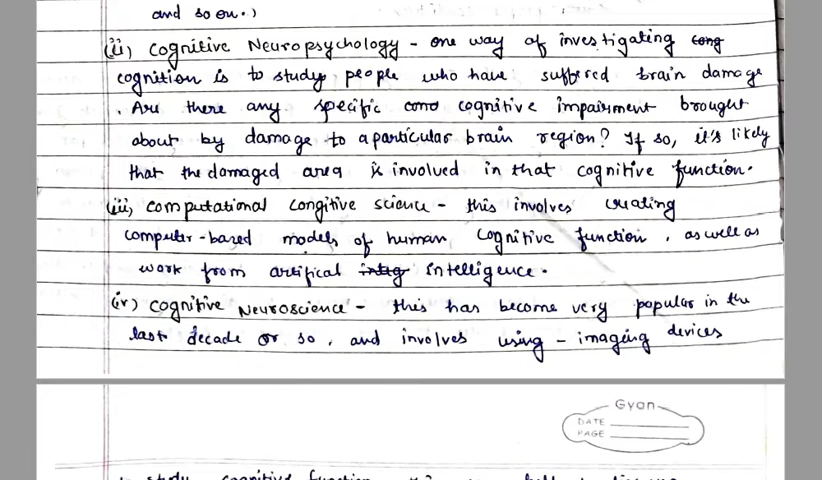 and so on.)
(ii) Cognitive Neuropsychology - one way of investigating cong
cognition is to study people who have suffered brain damage
. Are there any specific cono cognitive impairment brought
about by damage to a particular brain region? If so, it's likely
that the damaged area is involved in that cognitive function.
(iii) computational congitive science - this involves creating
computer-based models of human cognitive function, as well as
work from artifical intelligence.
(iv) Cognitive Neuroscience - this has become very popular in the
last decade or so, and involves using - imaging devices
Gyan
DATE
PAGE
study cognitive function